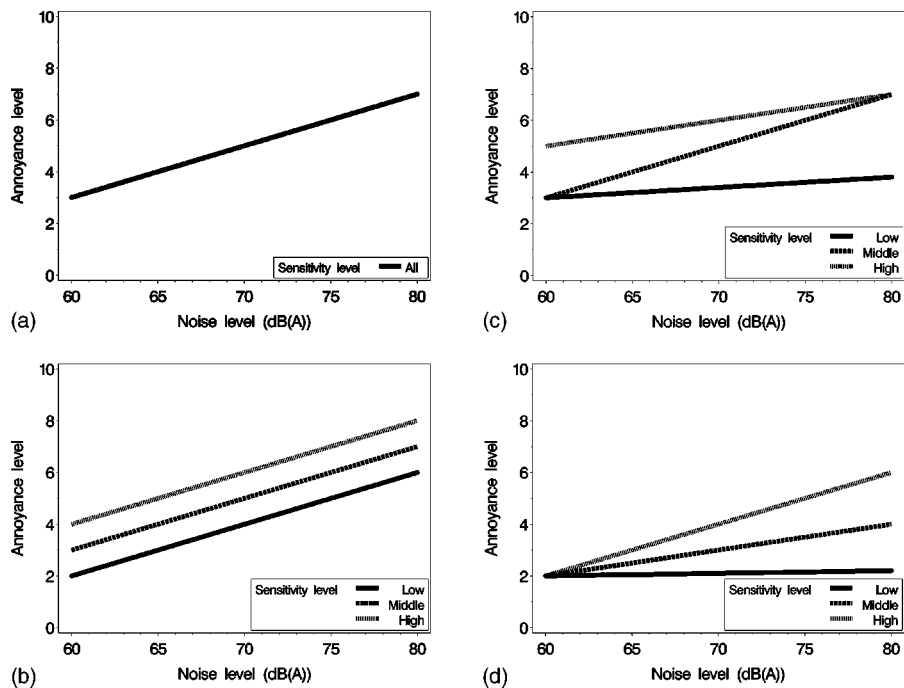 Annoyance level
10
8
6
4
2
0
Sensitivity level All
60 65 70 75 80
Noise level (dB(A))
(a)
Annoyance level
10
8
6
4
2
0
Sensitivity level Low
Middle
High
60 65 70 75 80
Noise level (dB(A))
(c)
Annoyance level
10
8
6
4
2
0
Sensitivity level Low
Middle
High
60 65 70 75 80
Noise level (dB(A))
(b)
Annoyance level
10
8
6
4
2
0
Sensitivity level Low
Middle
High
60 65 70 75 80
Noise level (dB(A))
(d)